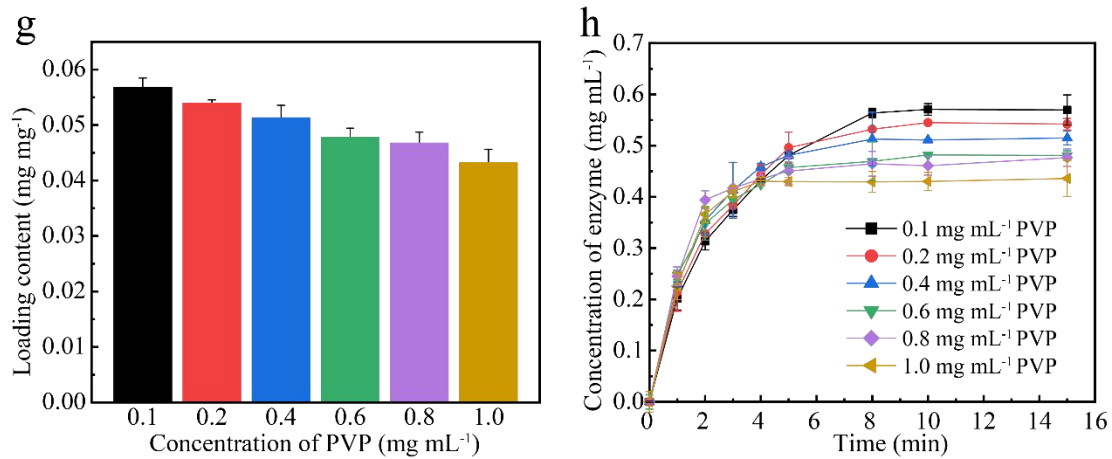 g
Loading content (mg mg⁻¹)
0.06
0.05
0.04
0.03
0.02
0.01
0.00
0.1 0.2 0.4 0.6 0.8 1.0
Concentration of PVP (mg mL⁻¹)
h
Concentration of enzyme (mg mL⁻¹)
0.7
0.6
0.5
0.4
0.3
0.2
0.1
0.0
0.1 mg mL⁻¹ PVP
0.2 mg mL⁻¹ PVP
0.4 mg mL⁻¹ PVP
0.6 mg mL⁻¹ PVP
0.8 mg mL⁻¹ PVP
1.0 mg mL⁻¹ PVP
0 2 4 6 8 10 12 14 16
Time (min)